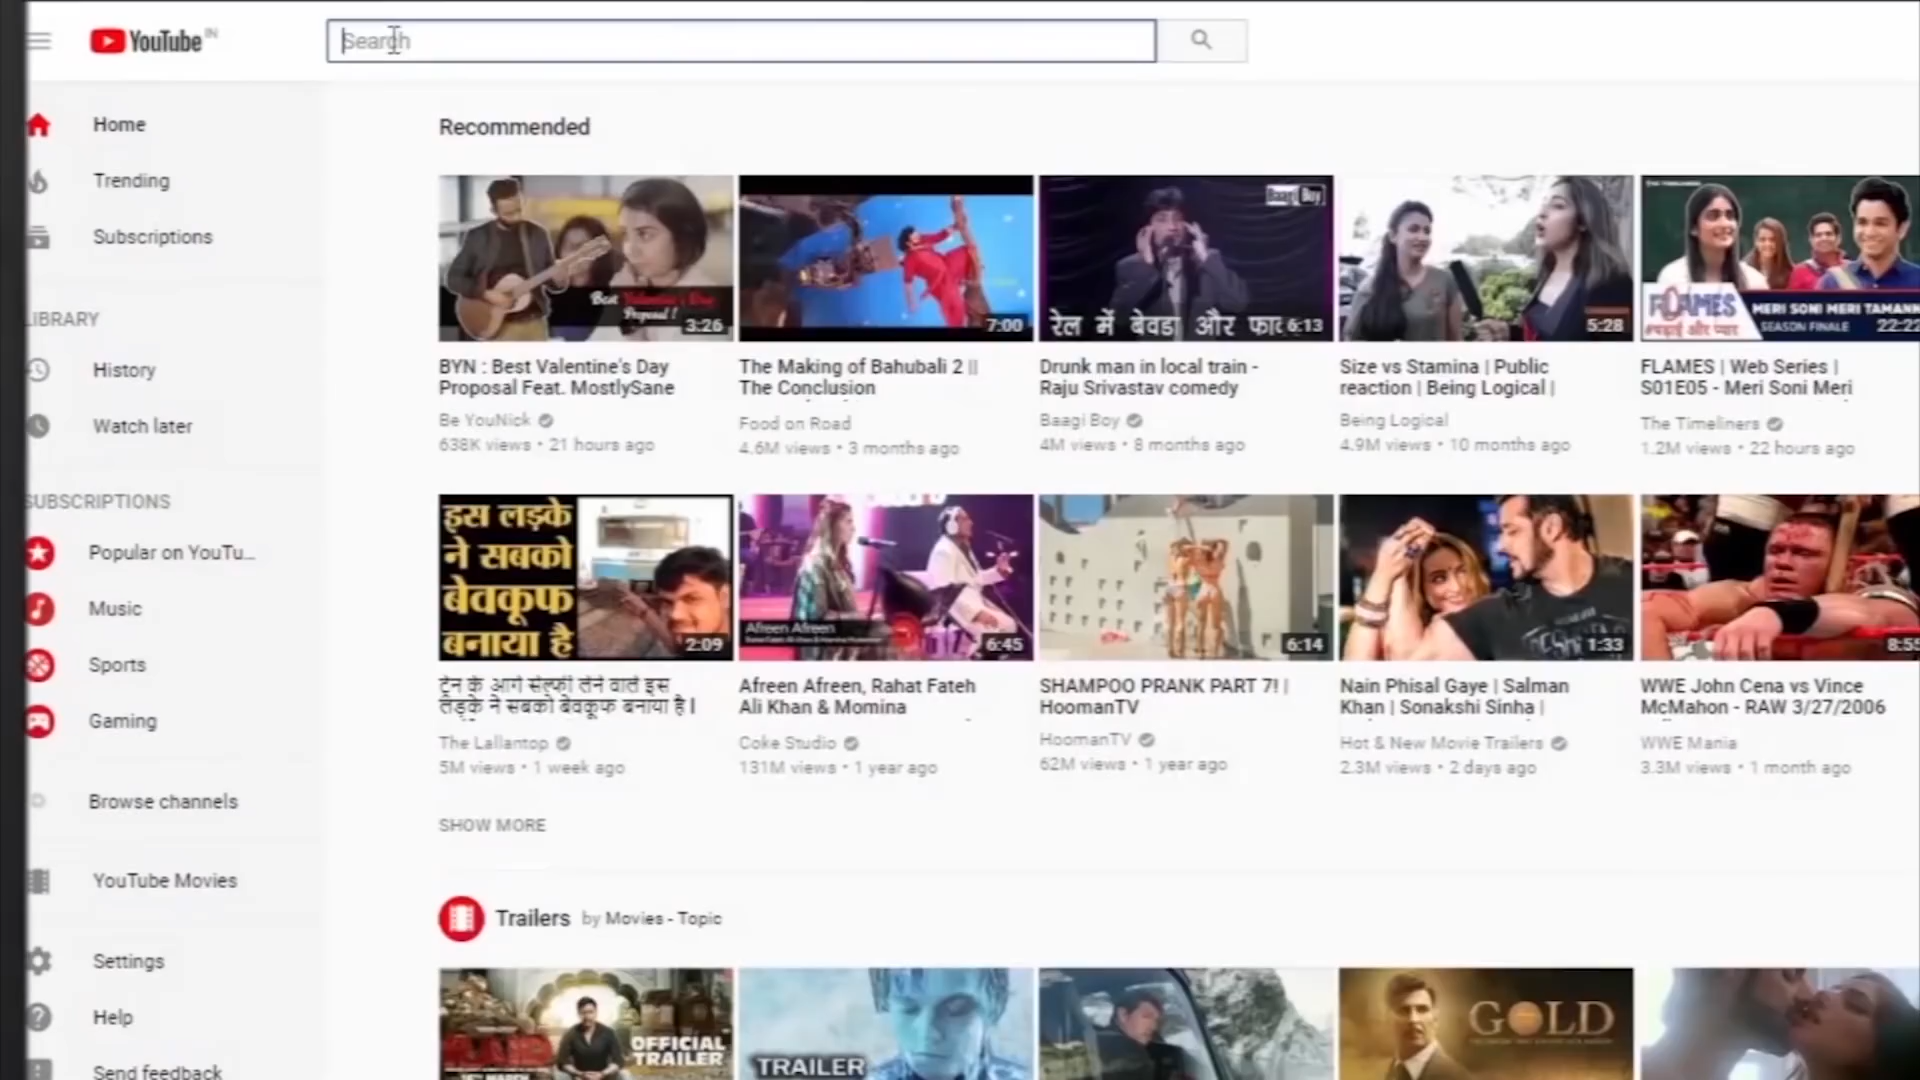 YouTube IN
Search
Home
Trending
Subscriptions
LIBRARY
History
Watch later
SUBSCRIPTIONS
Popular on YouTu...
Music
Sports
Gaming
Browse channels
YouTube Movies
Settings
Help
Send feedback
Recommended
Best Valentine's Day
Proposal !
3:26
BYN : Best Valentine's Day
Proposal Feat. MostlySane
Be YouNick
638K views • 21 hours ago
7:00
The Making of Bahubali 2 ||
The Conclusion
Food on Road
4.6M views • 3 months ago
Baagi Boy
रेल में बेवडा और
6:13
Drunk man in local train -
Raju Srivastav comedy
Baagi Boy
4M views • 8 months ago
5:28
Size vs Stamina | Public
reaction | Being Logical |
Being Logical
4.9M views • 10 months ago
FLAMES
#पढ़ाई और प्यार
MERI SONI MERI TAMANN
SEASON FINALE
22:22
FLAMES | Web Series |
S01E05 - Meri Soni Meri
The Timeliners
1.2M views • 22 hours ago
इस लड़के
ने सबको
बेवकूफ
बनाया है
2:09
ट्रेन के आगे सेल्फी लेने वाले इस
लड़के ने सबको बेवकूफ बनाया है |
The Lallantop
5M views • 1 week ago
Afreen Afreen
6:45
Afreen Afreen, Rahat Fateh
Ali Khan & Momina
Coke Studio
131M views • 1 year ago
6:14
SHAMPOO PRANK PART 7! |
HoomanTV
HoomanTV
62M views • 1 year ago
1:33
Nain Phisal Gaye | Salman
Khan | Sonakshi Sinha |
Hot & New Movie Trailers
2.3M views • 2 days ago
8:55
WWE John Cena vs Vince
McMahon - RAW 3/27/2006
WWE Mania
3.3M views • 1 month ago
SHOW MORE
Trailers by Movies - Topic
RAID
OFFICIAL
TRAILER
TRAILER
GOLD